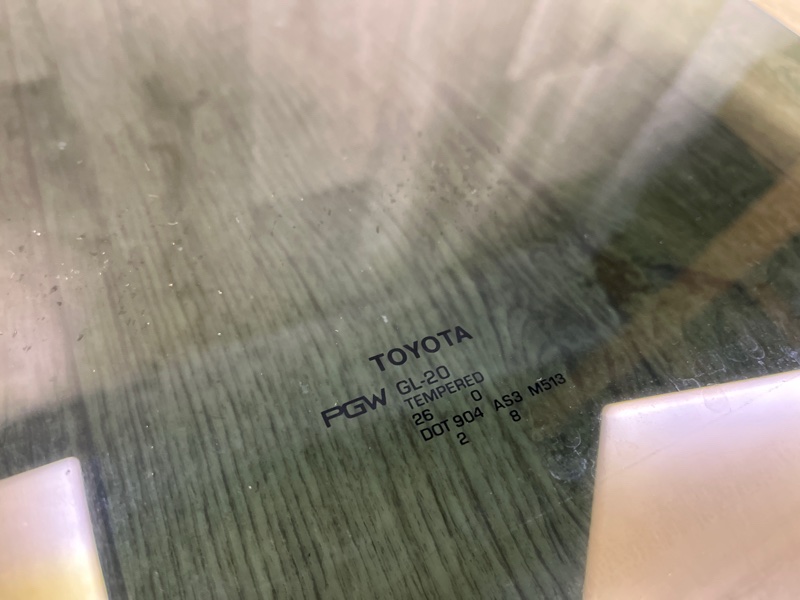 TOYOTA
PGW GL-20
TEMPERED
26 0
DOT 904 AS3 M513
2 8